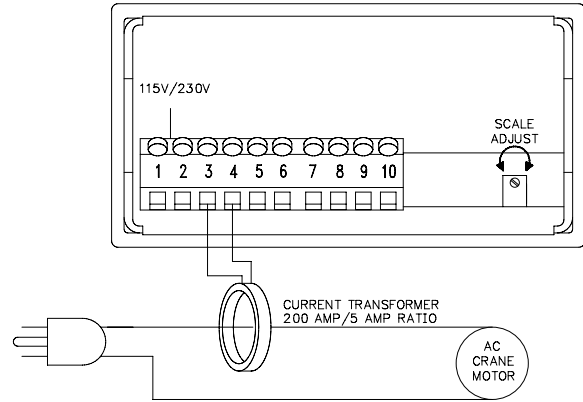 115V/230V
SCALE
ADJUST
1 2 3 4 5 6 7 8 9 10
CURRENT TRANSFORMER
200 AMP/5 AMP RATIO
AC
CRANE
MOTOR